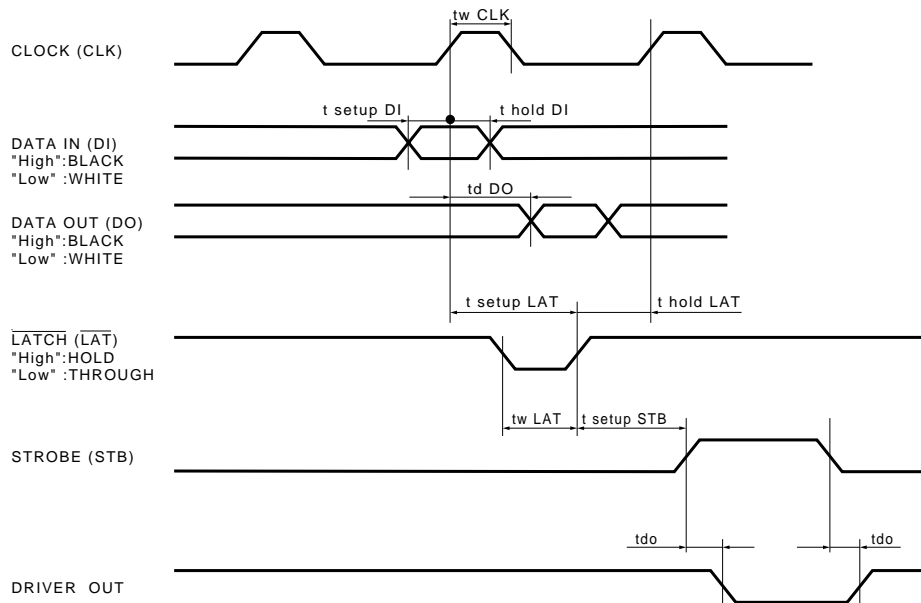 tw CLK
CLOCK (CLK)
t setup DI
t hold DI
DATA IN (DI)
"High":BLACK
"Low" :WHITE
td DO
DATA OUT (DO)
"High":BLACK
"Low" :WHITE
t setup LAT
t hold LAT
LATCH (LAT)
"High":HOLD
"Low" :THROUGH
tw LAT
t setup STB
STROBE (STB)
tdo
tdo
DRIVER OUT